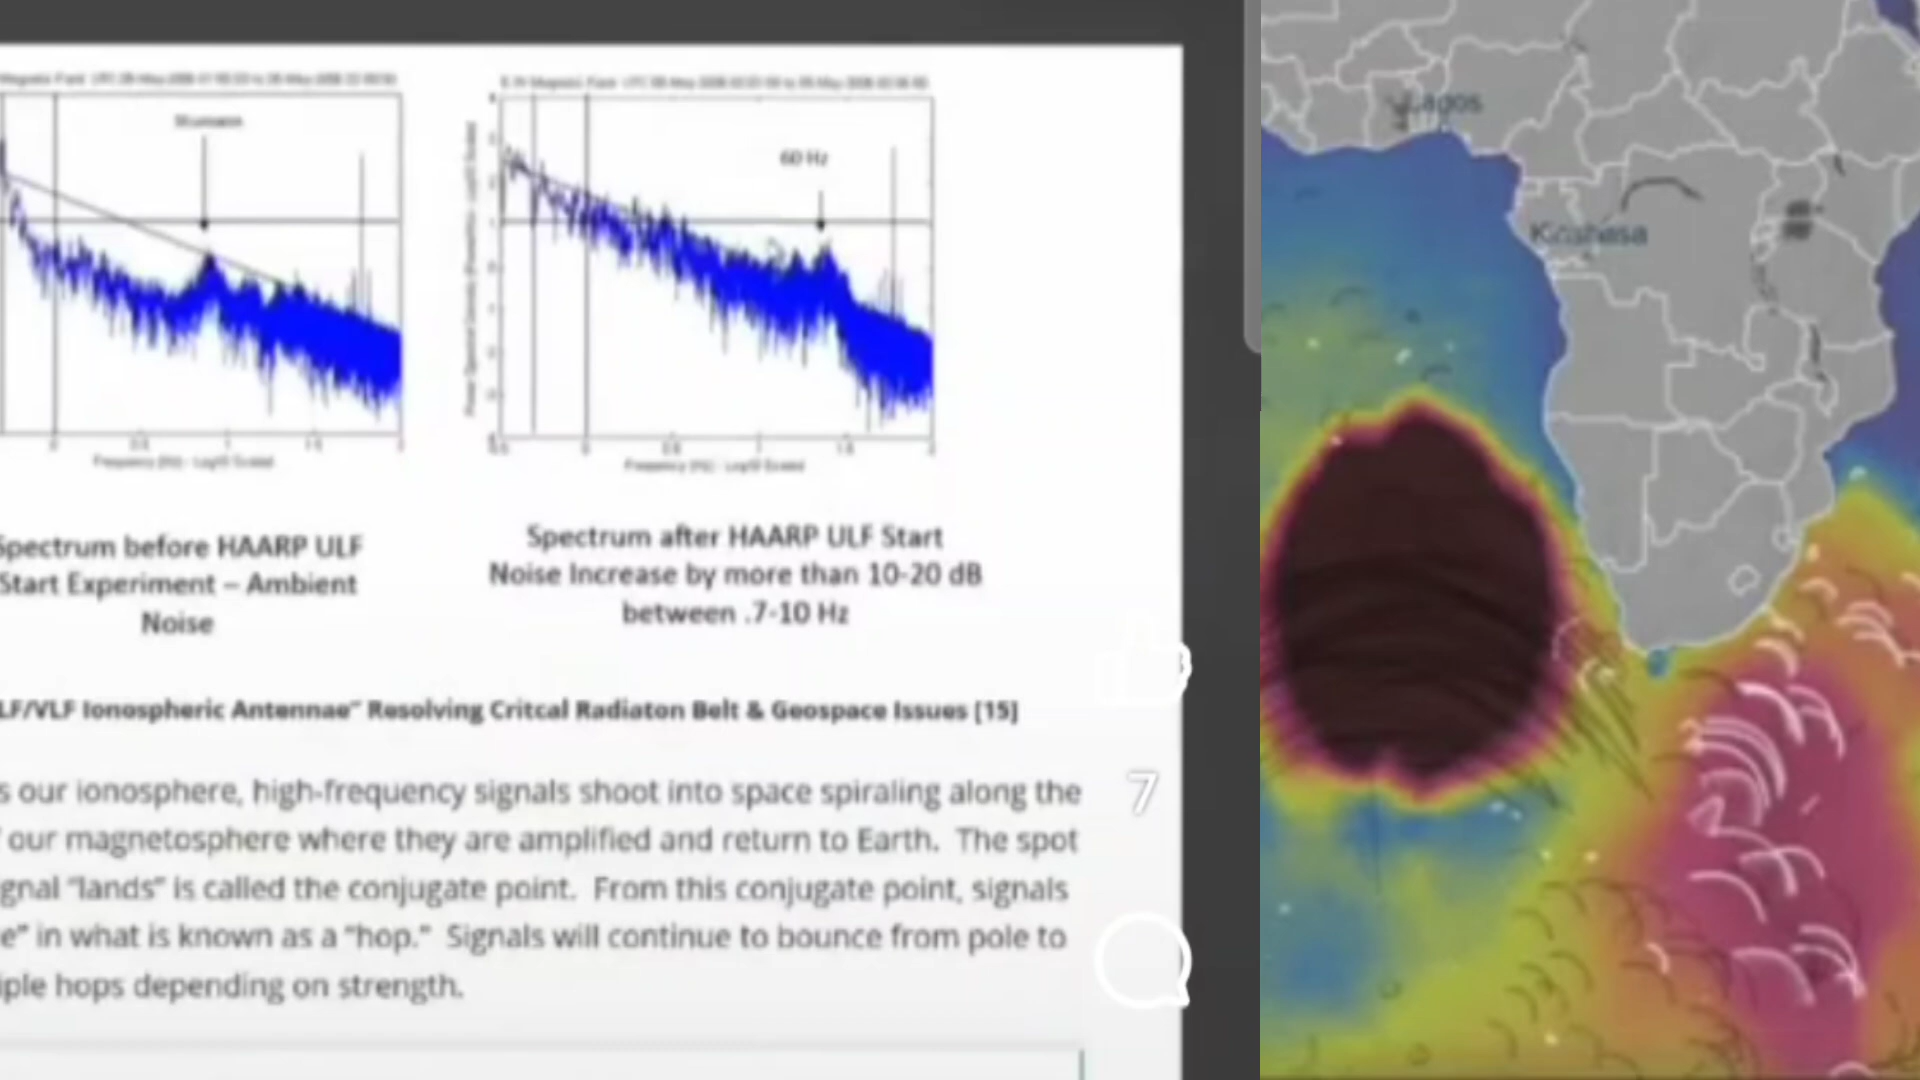 60 Hz
Spectrum before HAARP ULF
Start Experiment – Ambient
Noise
Spectrum after HAARP ULF Start
Noise Increase by more than 10-20 dB
between .7-10 Hz
LF/VLF Ionospheric Antennae" Resolving Critcal Radiaton Belt & Geospace Issues [15]
s our ionosphere, high-frequency signals shoot into space spiraling along the
our magnetosphere where they are amplified and return to Earth. The spot
gnal "lands" is called the conjugate point. From this conjugate point, signals
e" in what is known as a "hop." Signals will continue to bounce from pole to
iple hops depending on strength.
7
Lagos
Kinshasa